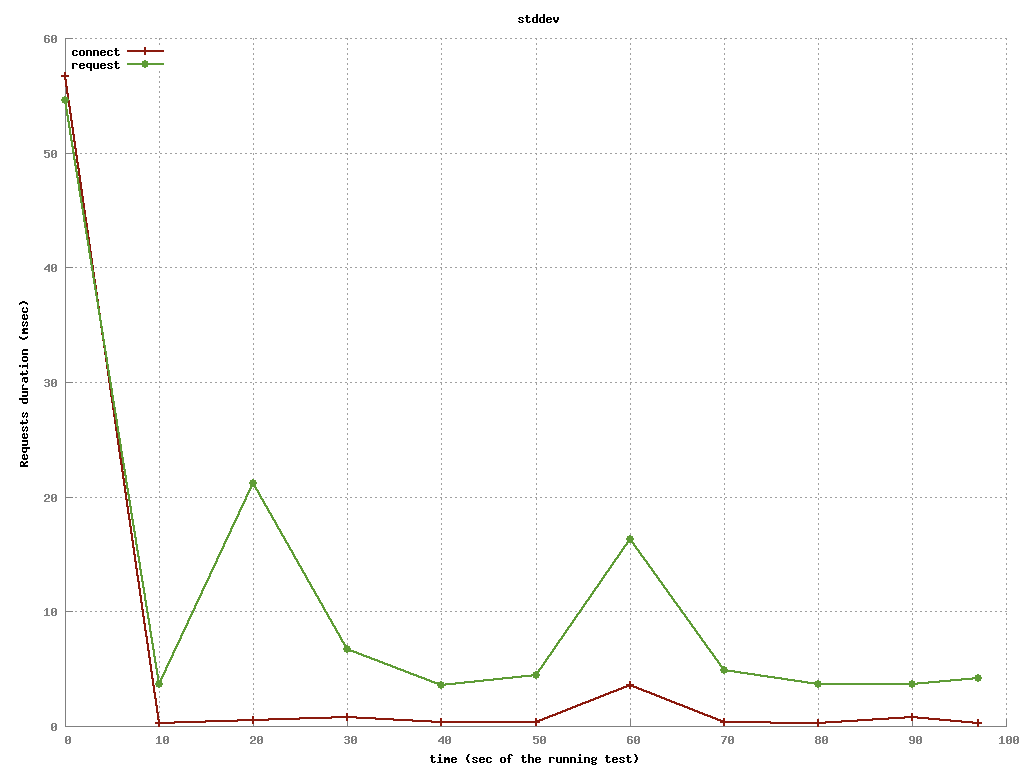 stddev
60
connect
request
50
40
30
20
10
0
Requests duration (msec)
0 10 20 30 40 50 60 70 80 90 100
time (sec of the running test)